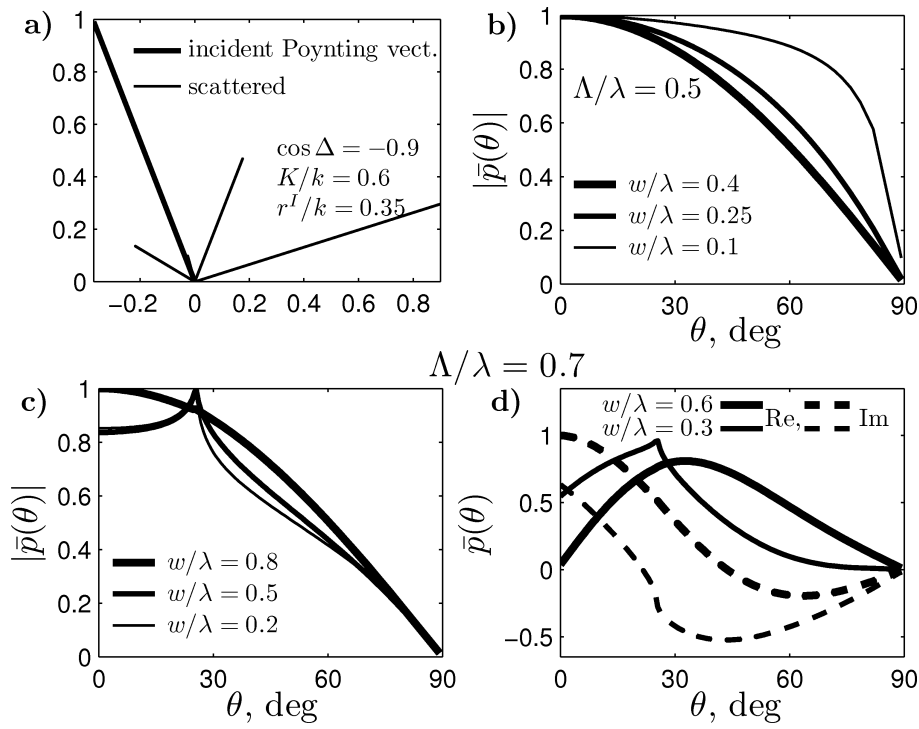 a)
incident Poynting vect.
scattered
cos Δ = −0.9
K/k = 0.6
r^I/k = 0.35
1
0.8
0.6
0.4
0.2
0
−0.2 0 0.2 0.4 0.6 0.8
b)
Λ/λ = 0.5
w/λ = 0.4
w/λ = 0.25
w/λ = 0.1
|p̄(θ)|
1
0.8
0.6
0.4
0.2
0
0 30 60 90
θ, deg
Λ/λ = 0.7
c)
|p̄(θ)|
1
0.8
0.6
0.4
0.2
0
w/λ = 0.8
w/λ = 0.5
w/λ = 0.2
0 30 60 90
θ, deg
d)
w/λ = 0.6
w/λ = 0.3 Re, Im
p̄(θ)
1
0.5
0
−0.5
0 30 60 90
θ, deg